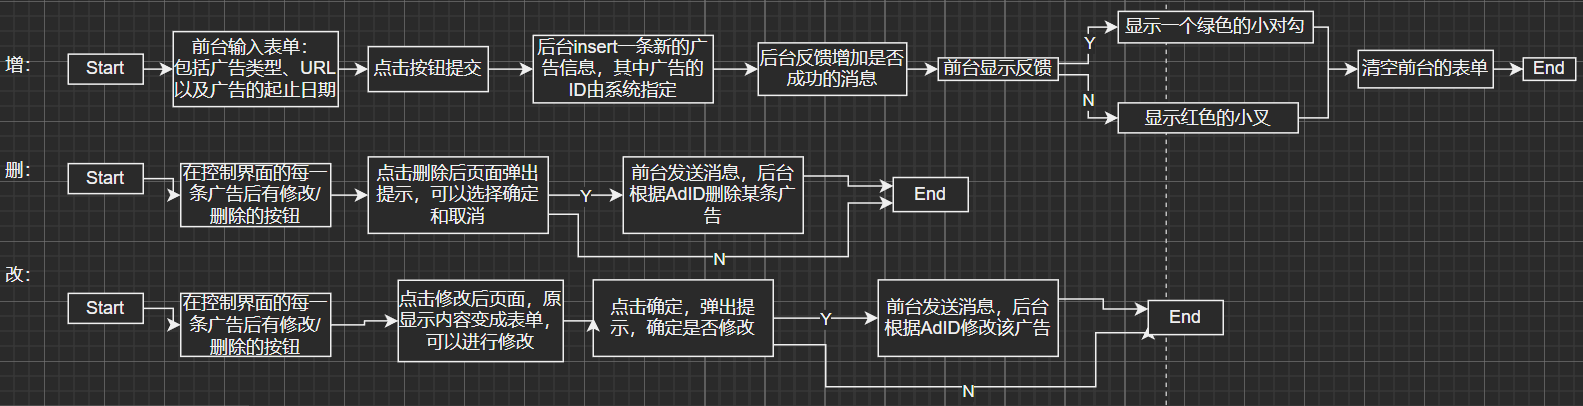 增：
Start
前台输入表单：
包括广告类型、URL
以及广告的起止日期
点击按钮提交
后台insert一条新的广
告信息，其中广告的
ID由系统指定
后台反馈增加是否
成功的消息
前台显示反馈
Y
显示一个绿色的小对勾
N
显示红色的小叉
清空前台的表单
End
删：
Start
在控制界面的每一
条广告后有修改/
删除的按钮
点击删除后页面弹出
提示，可以选择确定
和取消
Y
前台发送消息，后台
根据AdID删除某条广
告
N
End
改：
Start
在控制界面的每一
条广告后有修改/
删除的按钮
点击修改后页面，原
显示内容变成表单，
可以进行修改
点击确定，弹出提
示，确定是否修改
Y
前台发送消息，后台
根据AdID修改该广告
N
End